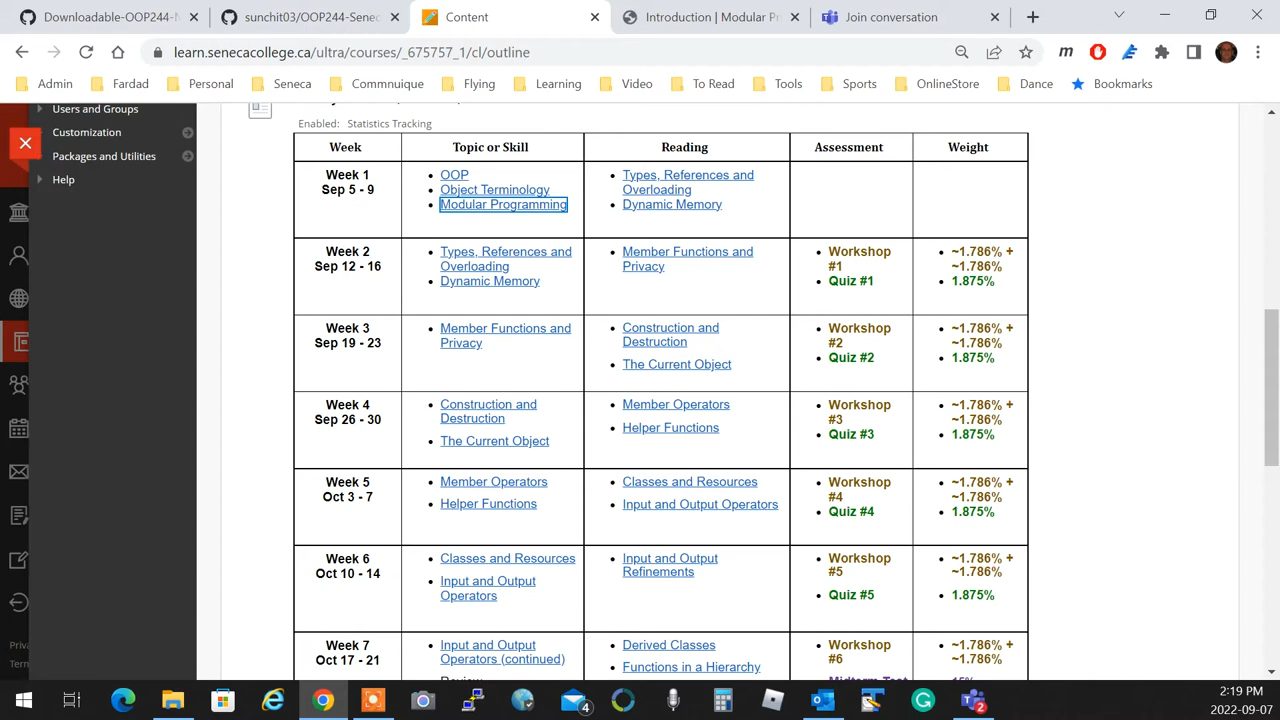 Downloadable-OOP244-N
sunchit03/OOP244-Senec
Content
Introduction | Modular P
Join conversation
learn.senecacollege.ca/ultra/courses/_675757_1/cl/outline
Admin
Fardad
Personal
Seneca
Commnuique
Flying
Learning
Video
To Read
Tools
Sports
OnlineStore
Dance
Bookmarks
Users and Groups
Customization
Packages and Utilities
Help
Enabled: Statistics Tracking
Week
Topic or Skill
Reading
Assessment
Weight
Week 1
Sep 5 - 9
OOP
Object Terminology
Modular Programming
Types, References and
Overloading
Dynamic Memory
Week 2
Sep 12 - 16
Types, References and
Overloading
Dynamic Memory
Member Functions and
Privacy
Workshop
#1
Quiz #1
~1.786% +
~1.786%
1.875%
Week 3
Sep 19 - 23
Member Functions and
Privacy
Construction and
Destruction
The Current Object
Workshop
#2
Quiz #2
~1.786% +
~1.786%
1.875%
Week 4
Sep 26 - 30
Construction and
Destruction
The Current Object
Member Operators
Helper Functions
Workshop
#3
Quiz #3
~1.786% +
~1.786%
1.875%
Week 5
Oct 3 - 7
Member Operators
Helper Functions
Classes and Resources
Input and Output Operators
Workshop
#4
Quiz #4
~1.786% +
~1.786%
1.875%
Week 6
Oct 10 - 14
Classes and Resources
Input and Output
Operators
Input and Output
Refinements
Workshop
#5
Quiz #5
~1.786% +
~1.786%
1.875%
Week 7
Oct 17 - 21
Input and Output
Operators (continued)
Review
Derived Classes
Functions in a Hierarchy
Workshop
#6
Midterm Test
~1.786% +
~1.786%
15%
Priva
Term
4
2
2:19 PM
2022-09-07